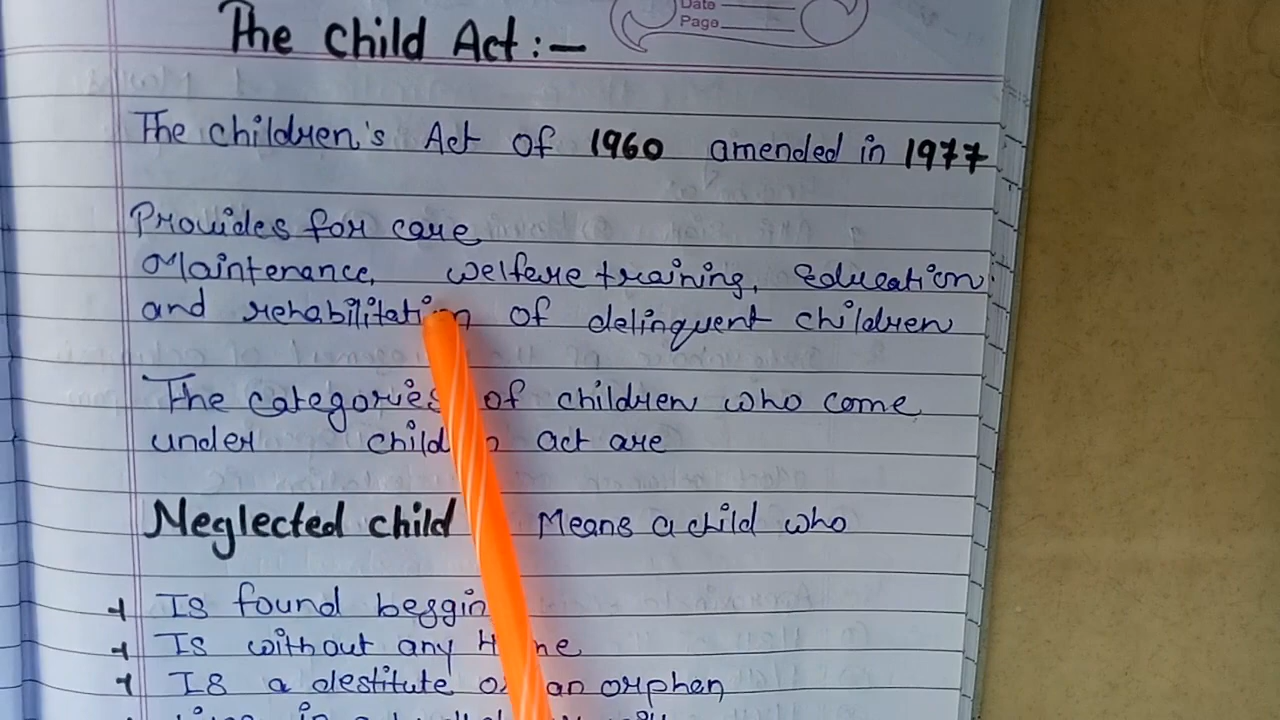 Date
Page
The Child Act :-
The children's Act of 1960 amended in 1977
Provides for care
Maintenance, welfare training, Education
and rehabilitation of delinquent children
The categories of children who come
under child act are
Neglected child Means a child who
Is found beggin
Is without any
Is a destitute or an orphen